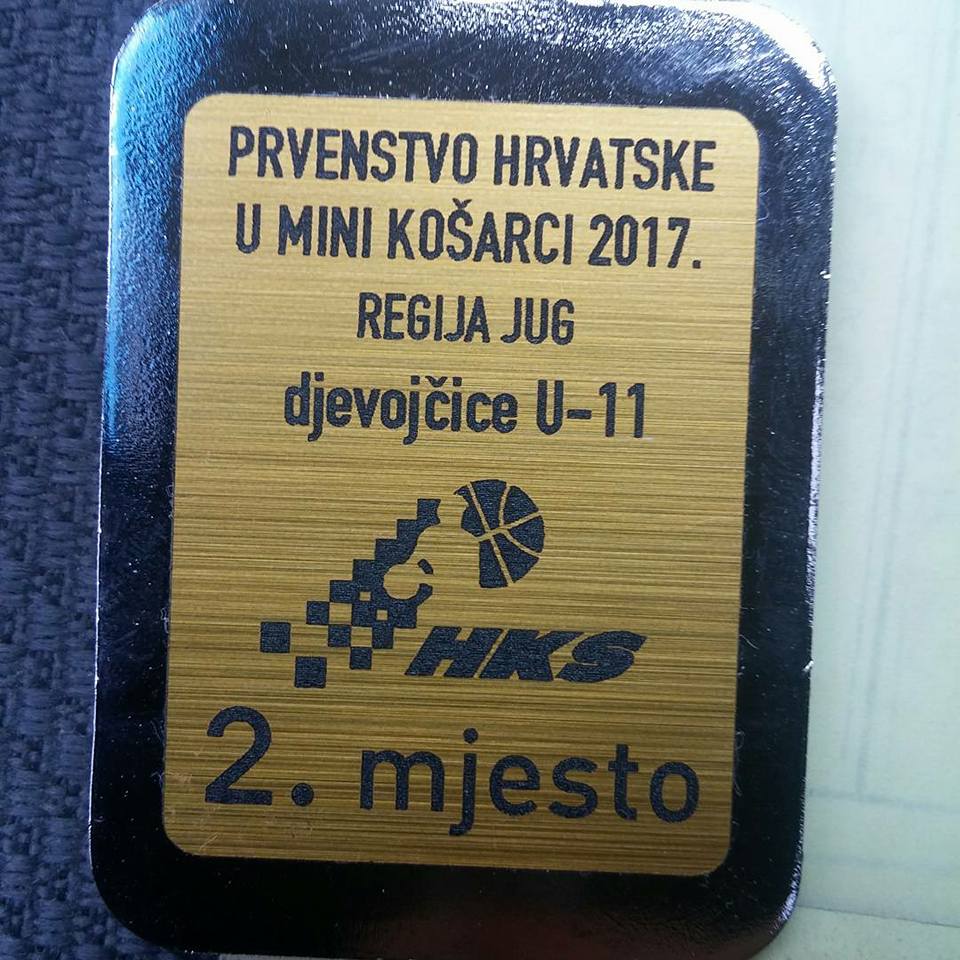 PRVENSTVO HRVATSKE
U MINI KOŠARCI 2017.
REGIJA JUG
djevojčice U-11
HKS
2. mjesto